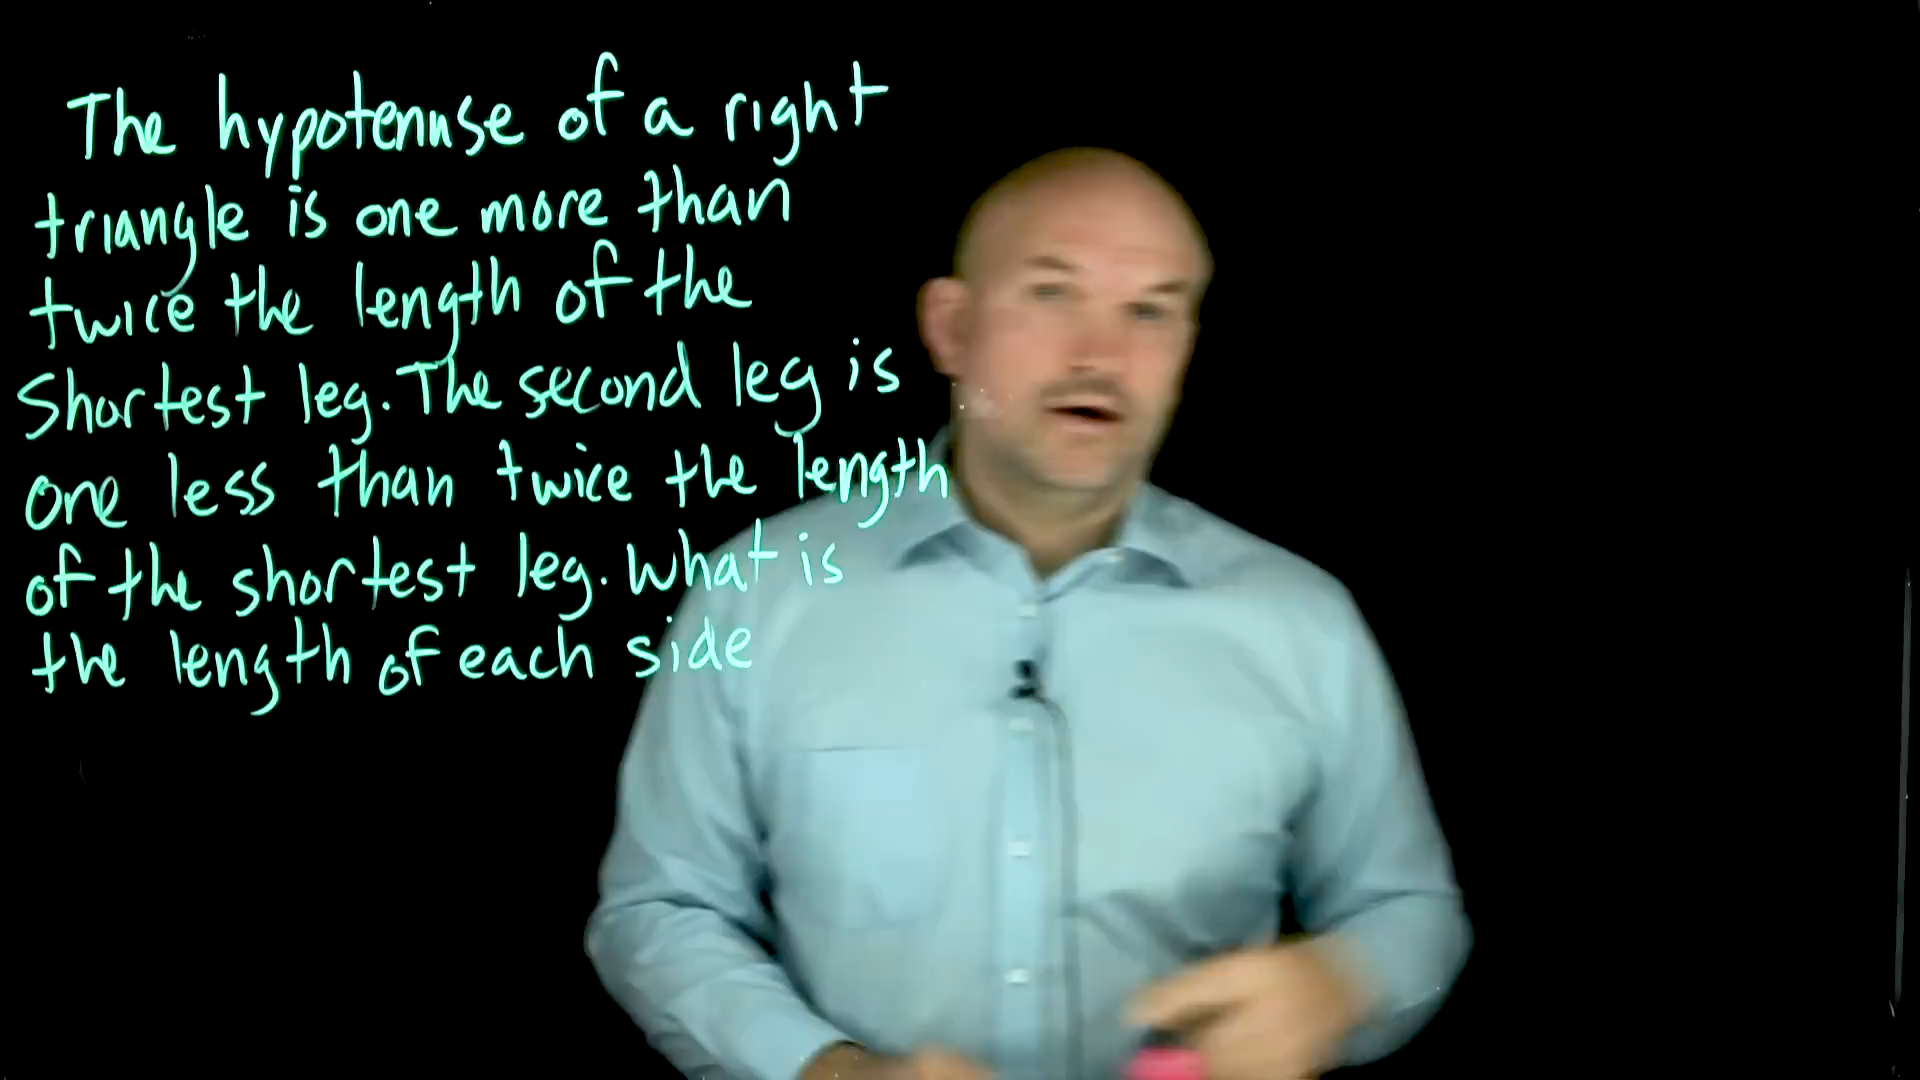 The hypotenuse of a right
triangle is one more than
twice the length of the
Shortest leg. The second leg is
one less than twice the length
of the shortest leg. What is
the length of each side